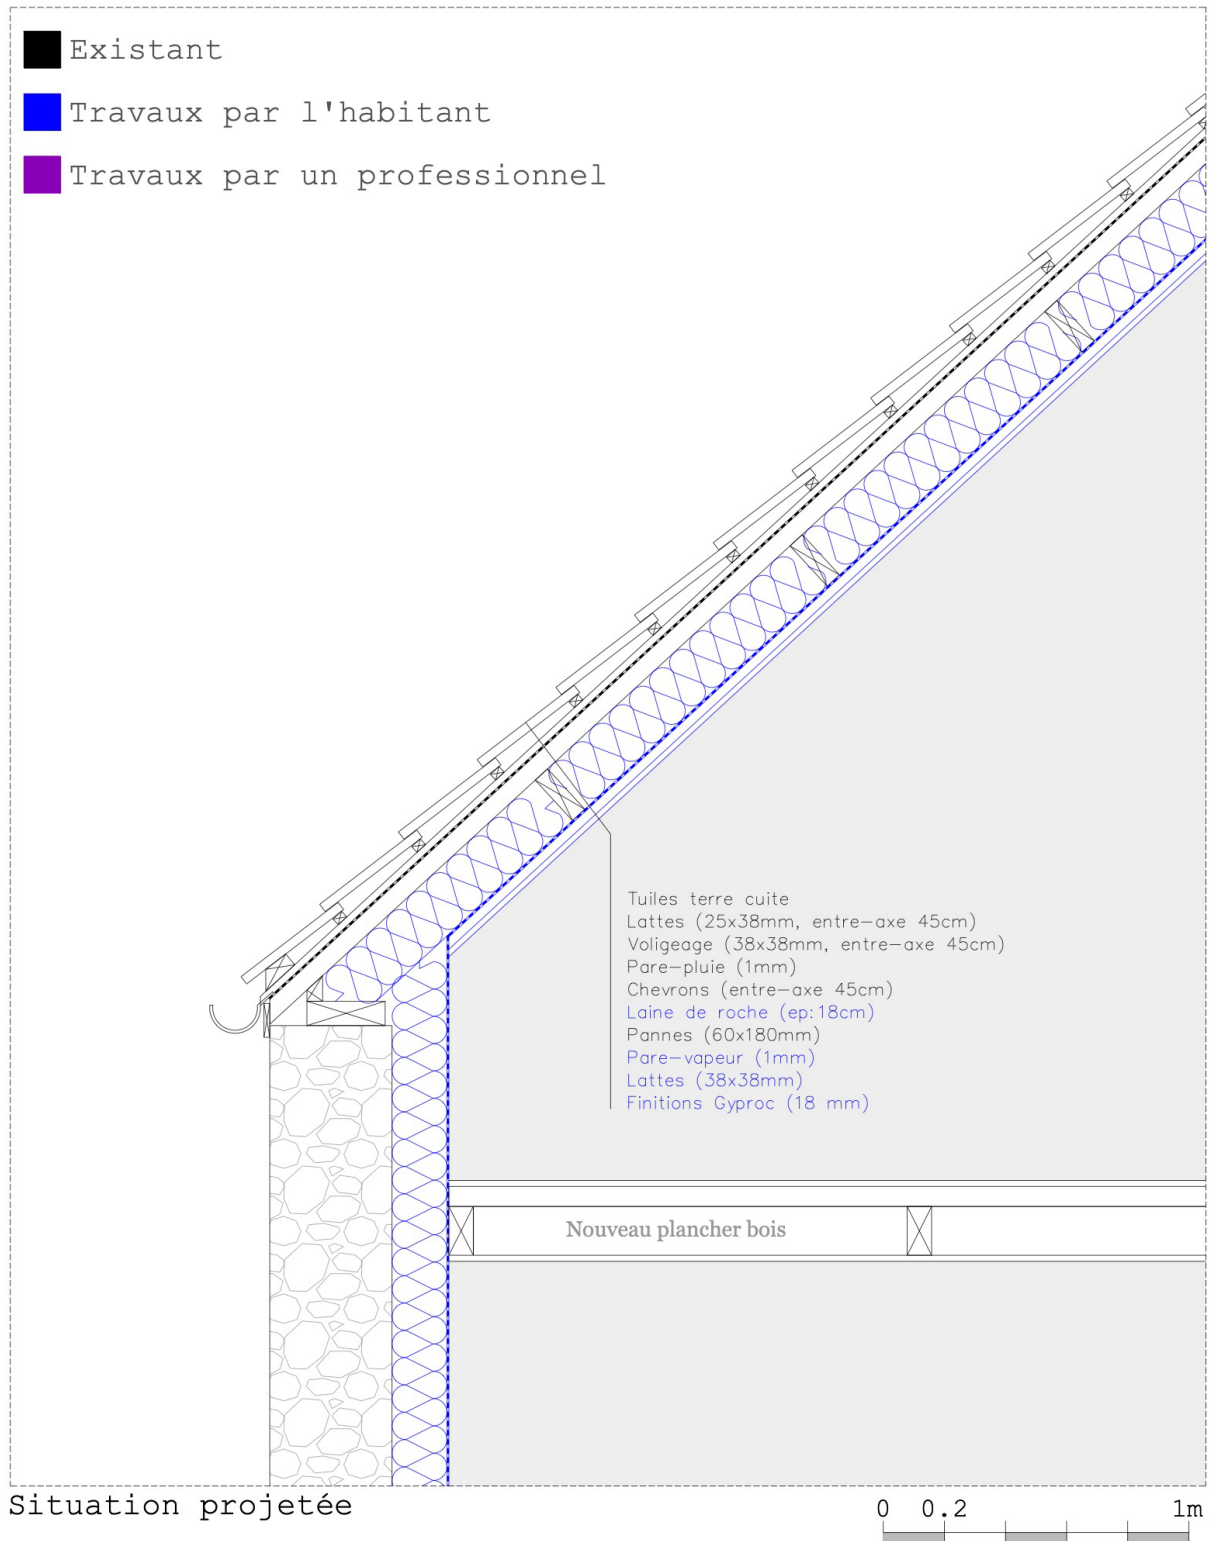 Existant
Travaux par l'habitant
Travaux par un professionnel
Tuiles terre cuite
Lattes (25x38mm, entre-axe 45cm)
Voligeage (38x38mm, entre-axe 45cm)
Pare-pluie (1mm)
Chevrons (entre-axe 45cm)
Laine de roche (ep:18cm)
Pannes (60x180mm)
Pare-vapeur (1mm)
Lattes (38x38mm)
Finitions Gyproc (18 mm)
Nouveau plancher bois
Situation projetée
0 0.2 1m